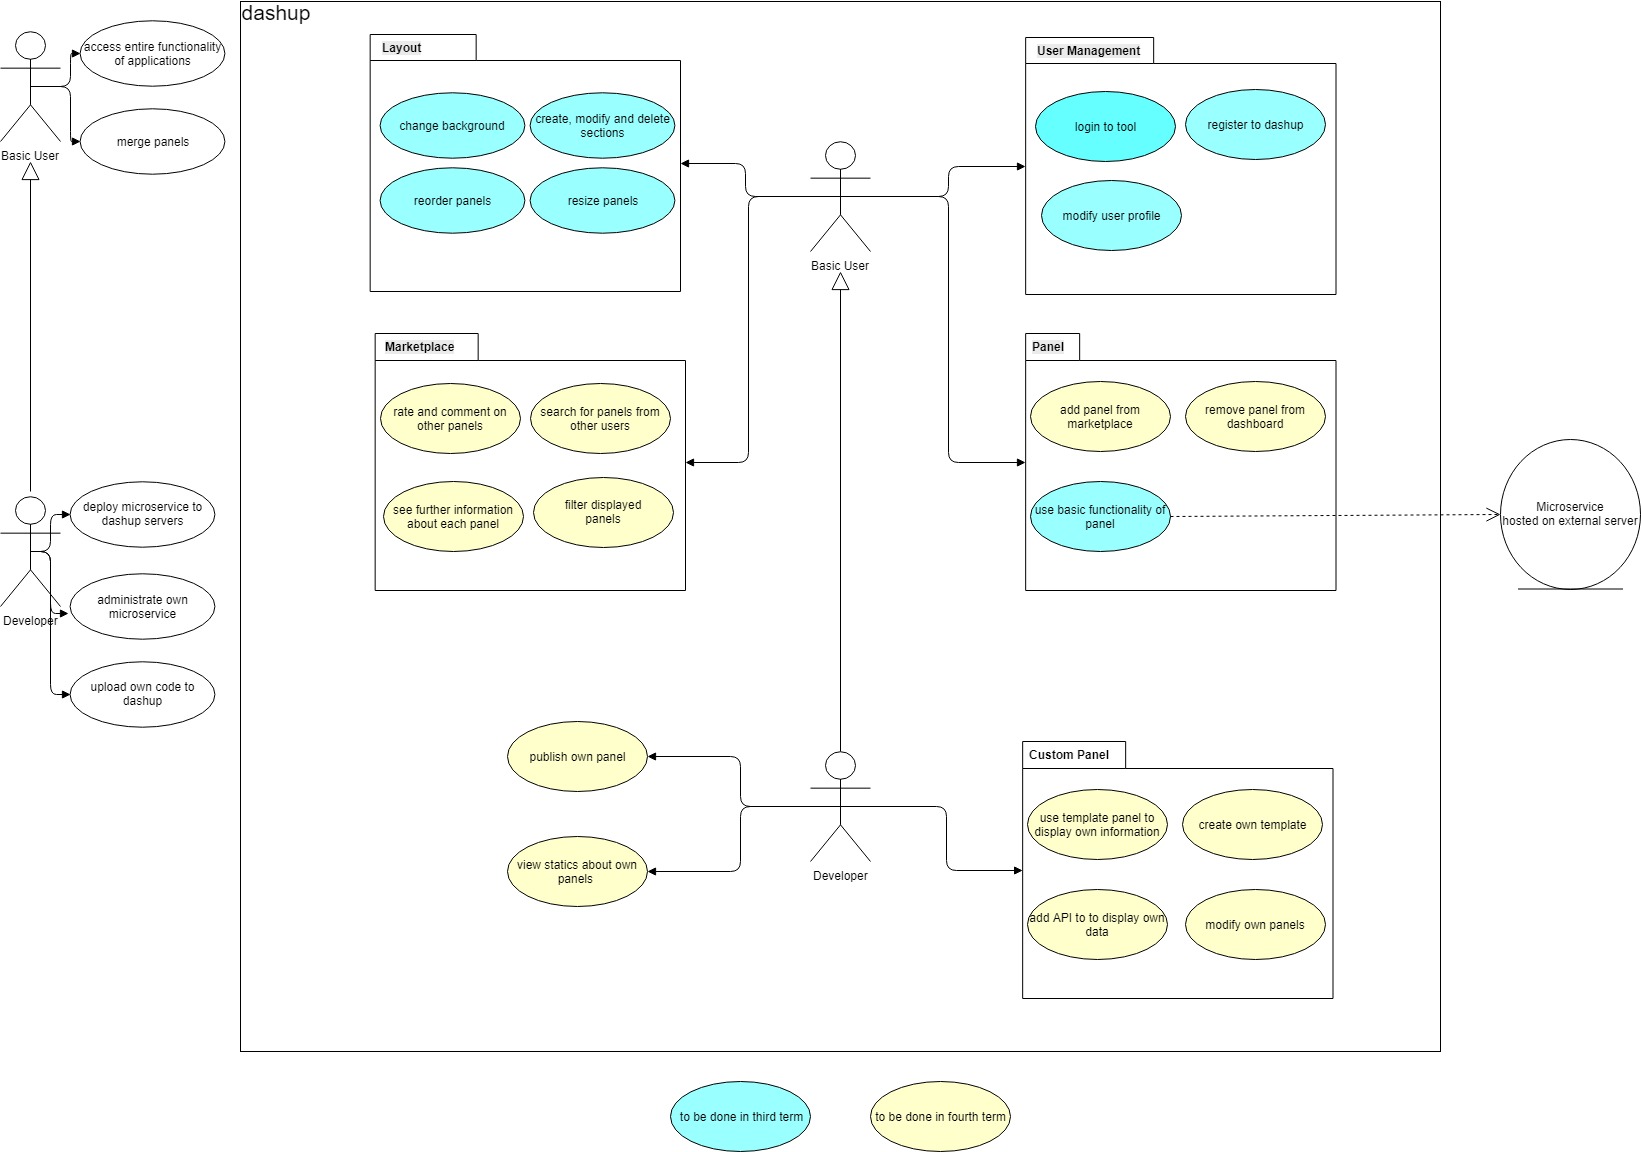 dashup
access entire functionality
of applications
merge panels
Basic User
deploy microservice to
dashup servers
administrate own
microservice
Developer
upload own code to
dashup
Layout
change background
create, modify and delete
sections
reorder panels
resize panels
User Management
login to tool
register to dashup
modify user profile
Basic User
Marketplace
rate and comment on
other panels
search for panels from
other users
see further information
about each panel
filter displayed
panels
Panel
add panel from
marketplace
remove panel from
dashboard
use basic functionality of
panel
Microservice
hosted on external server
publish own panel
view statics about own
panels
Developer
Custom Panel
use template panel to
display own information
create own template
add API to to display own
data
modify own panels
to be done in third term
to be done in fourth term